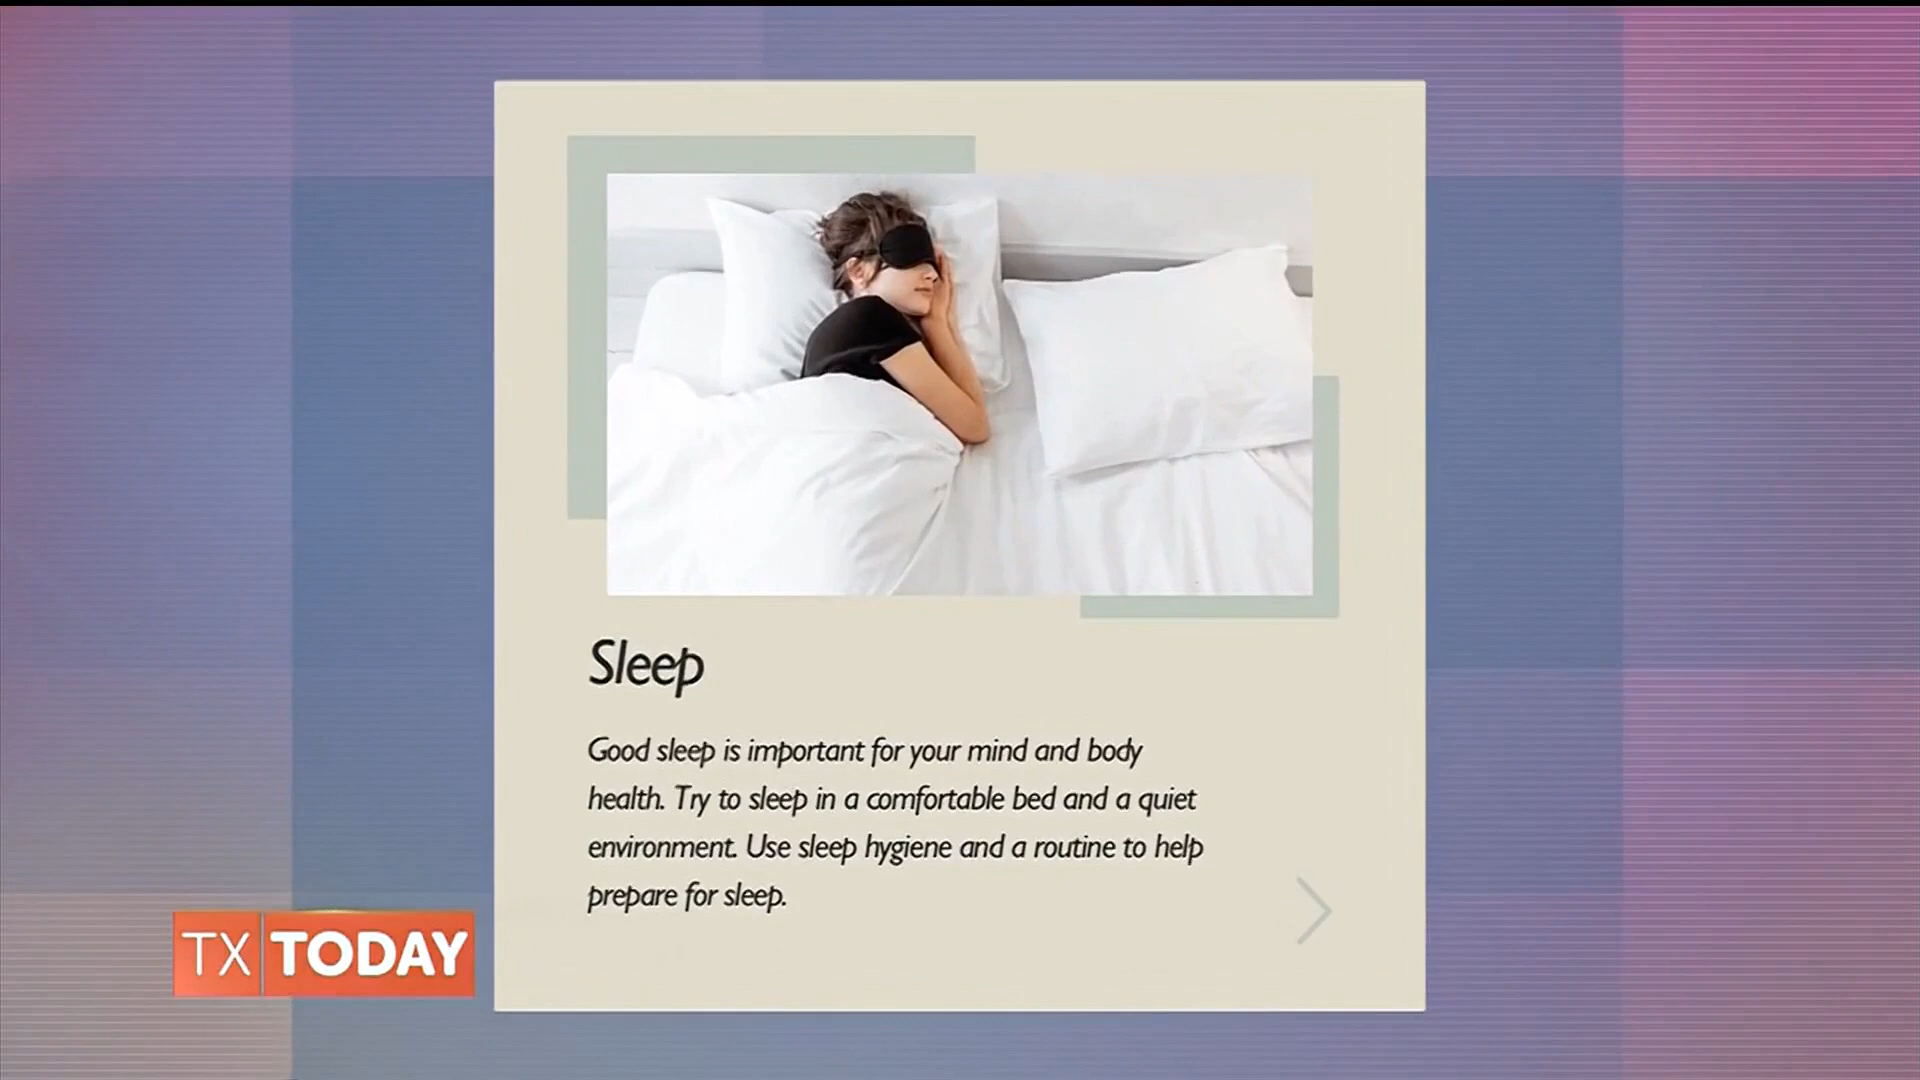 Sleep
Good sleep is important for your mind and body
health. Try to sleep in a comfortable bed and a quiet
environment. Use sleep hygiene and a routine to help
prepare for sleep.
TX TODAY